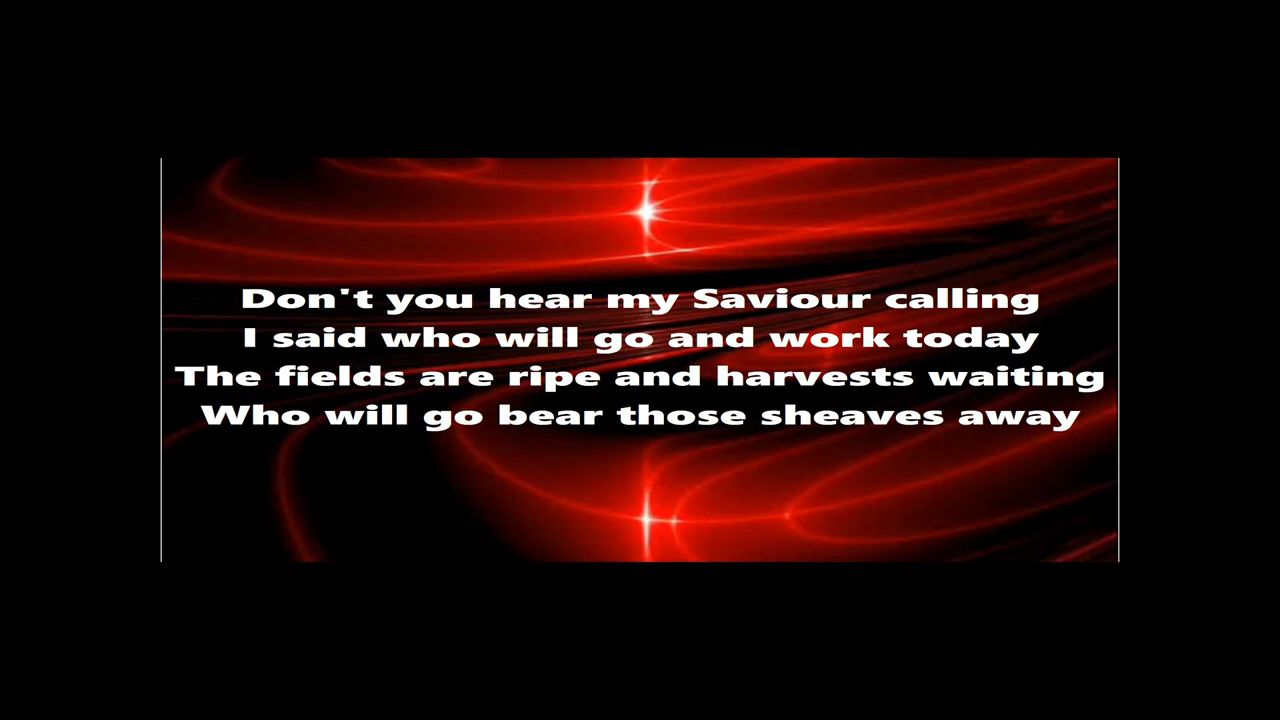 Don't you hear my Saviour calling
I said who will go and work today
The fields are ripe and harvests waiting
Who will go bear those sheaves away